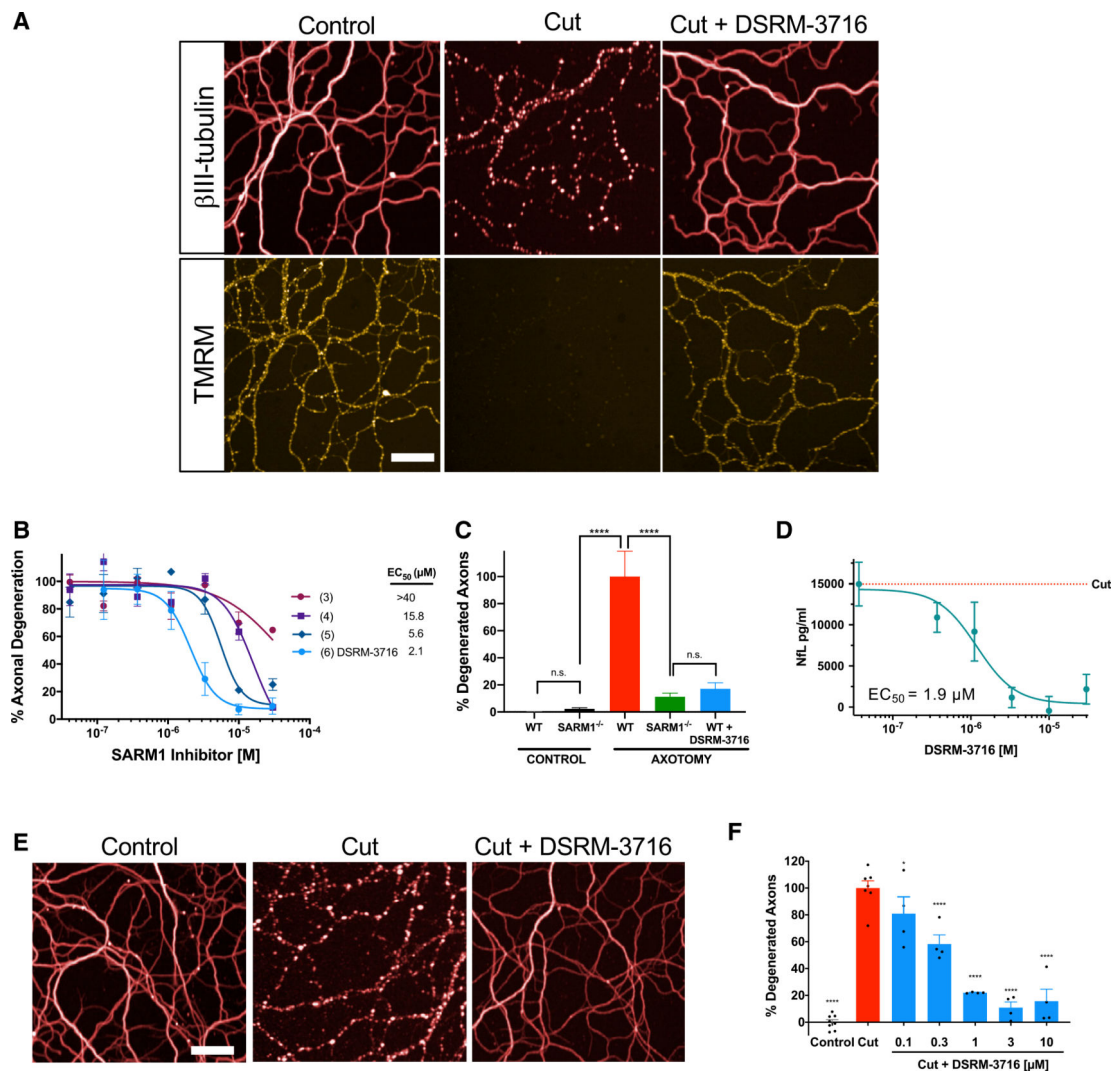 A
Control Cut Cut + DSRM-3716
βIII-tubulin
TMRM
B
% Axonal Degeneration
120
100
80
60
40
20
0
10-7 10-6 10-5 10-4
SARM1 Inhibitor [M]
EC50 (µM)
(3) >40
(4) 15.8
(5) 5.6
(6) DSRM-3716 2.1
C
% Degenerated Axons
100
80
60
40
20
0
**** ****
n.s. n.s.
WT SARM1-/- WT SARM1-/- WT + DSRM-3716
CONTROL AXOTOMY
D
NfL pg/ml
15000
10000
5000
0
Cut
EC50 = 1.9 µM
10-7 10-6 10-5
DSRM-3716 [M]
E
Control Cut Cut + DSRM-3716
F
% Degenerated Axons
120
100
80
60
40
20
0
**** * **** **** **** ****
Control Cut 0.1 0.3 1 3 10
Cut + DSRM-3716 [µM]